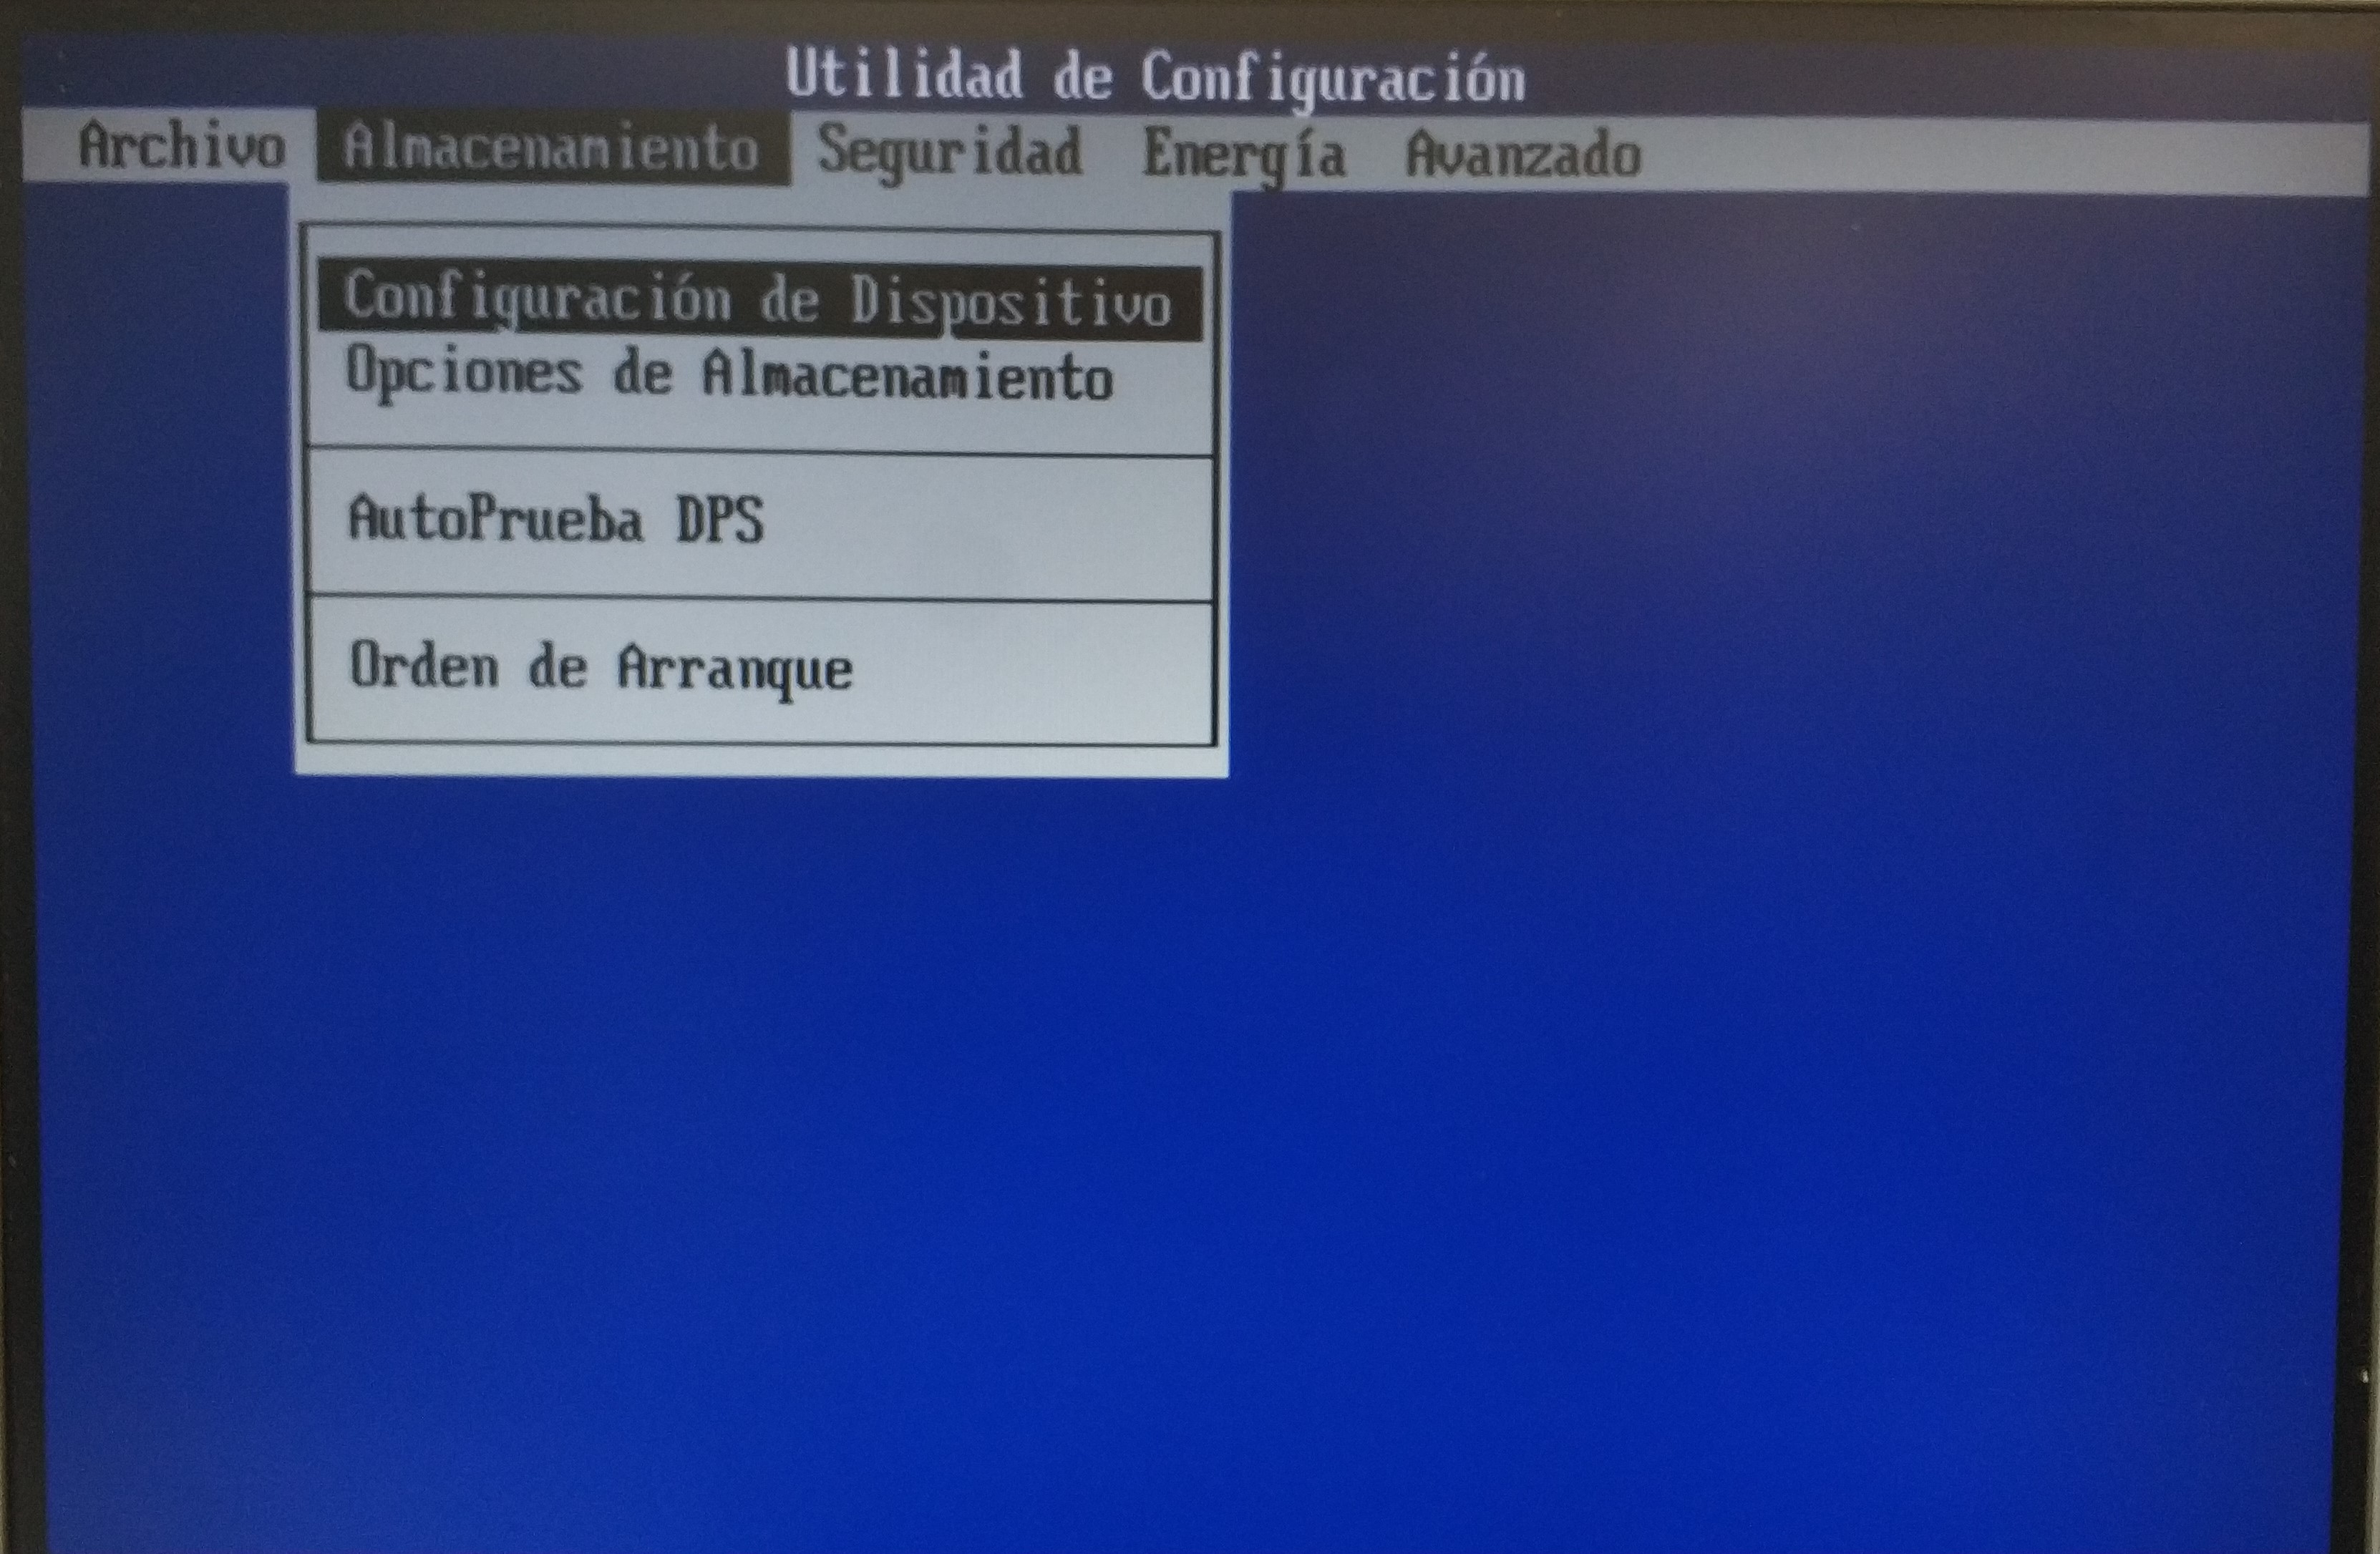 Utilidad de Configuración
Archivo Almacenamiento Seguridad Energía Avanzado
Configuración de Dispositivo
Opciones de Almacenamiento
AutoPrueba DPS
Orden de Arranque